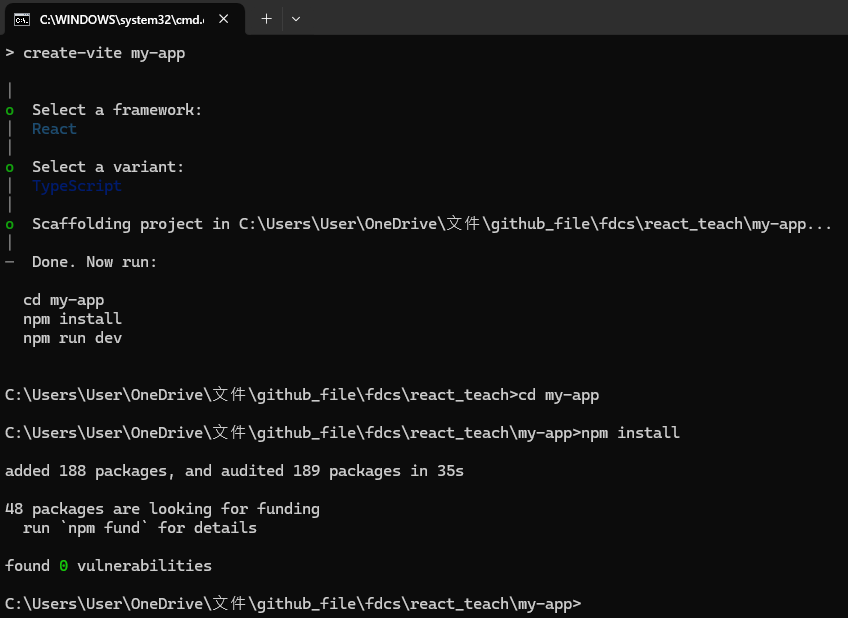 C:\WINDOWS\system32\cmd.
> create-vite my-app
Select a framework:
React
Select a variant:
TypeScript
Scaffolding project in C:\Users\User\OneDrive\文件\github_file\fdcs\react_teach\my-app...
Done. Now run:
cd my-app
npm install
npm run dev
C:\Users\User\OneDrive\文件\github_file\fdcs\react_teach>cd my-app
C:\Users\User\OneDrive\文件\github_file\fdcs\react_teach\my-app>npm install
added 188 packages, and audited 189 packages in 35s
48 packages are looking for funding
run `npm fund` for details
found 0 vulnerabilities
C:\Users\User\OneDrive\文件\github_file\fdcs\react_teach\my-app>